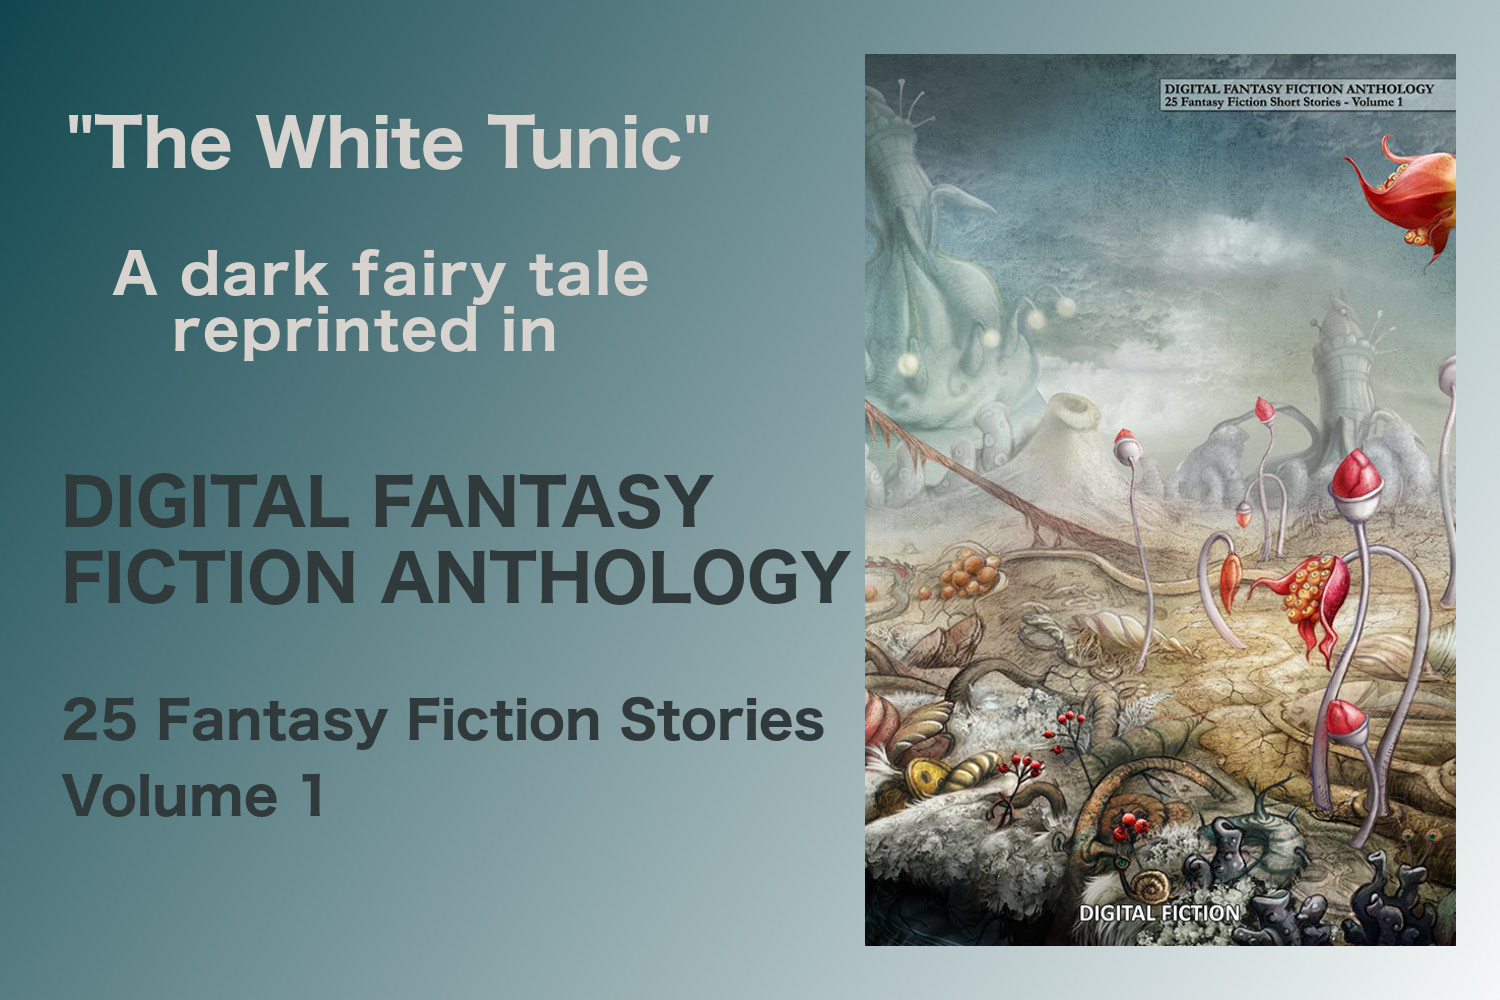 "The White Tunic"
A dark fairy tale
reprinted in
DIGITAL FANTASY
FICTION ANTHOLOGY
25 Fantasy Fiction Stories
Volume 1
DIGITAL FANTASY FICTION ANTHOLOGY
25 Fantasy Fiction Short Stories - Volume 1
DIGITAL FICTION